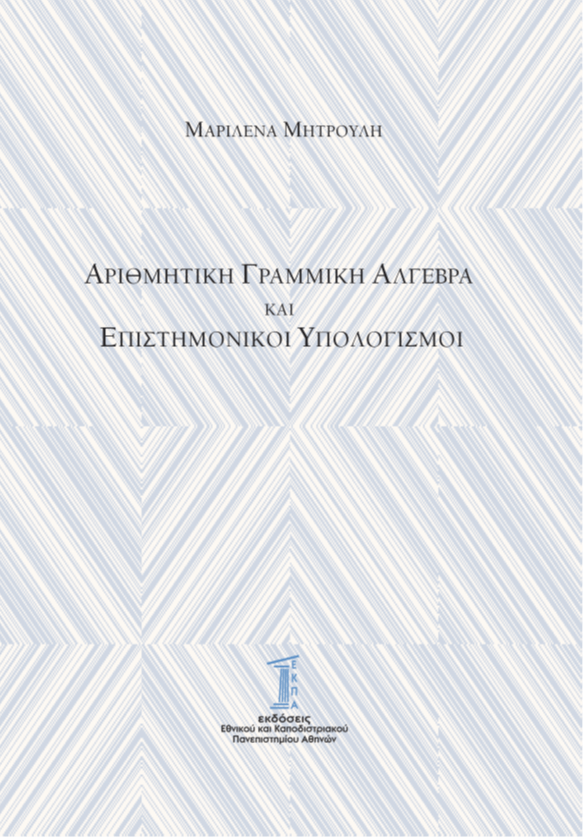 ΜΑΡΙΛΕΝΑ ΜΗΤΡΟΥΛΗ
ΑΡΙΘΜΗΤΙΚΗ ΓΡΑΜΜΙΚΗ ΑΛΓΕΒΡΑ
ΚΑΙ
ΕΠΙΣΤΗΜΟΝΙΚΟΙ ΥΠΟΛΟΓΙΣΜΟΙ
ΕΚΠΑ
εκδόσεις
Εθνικού και Καποδιστριακού
Πανεπιστημίου Αθηνών